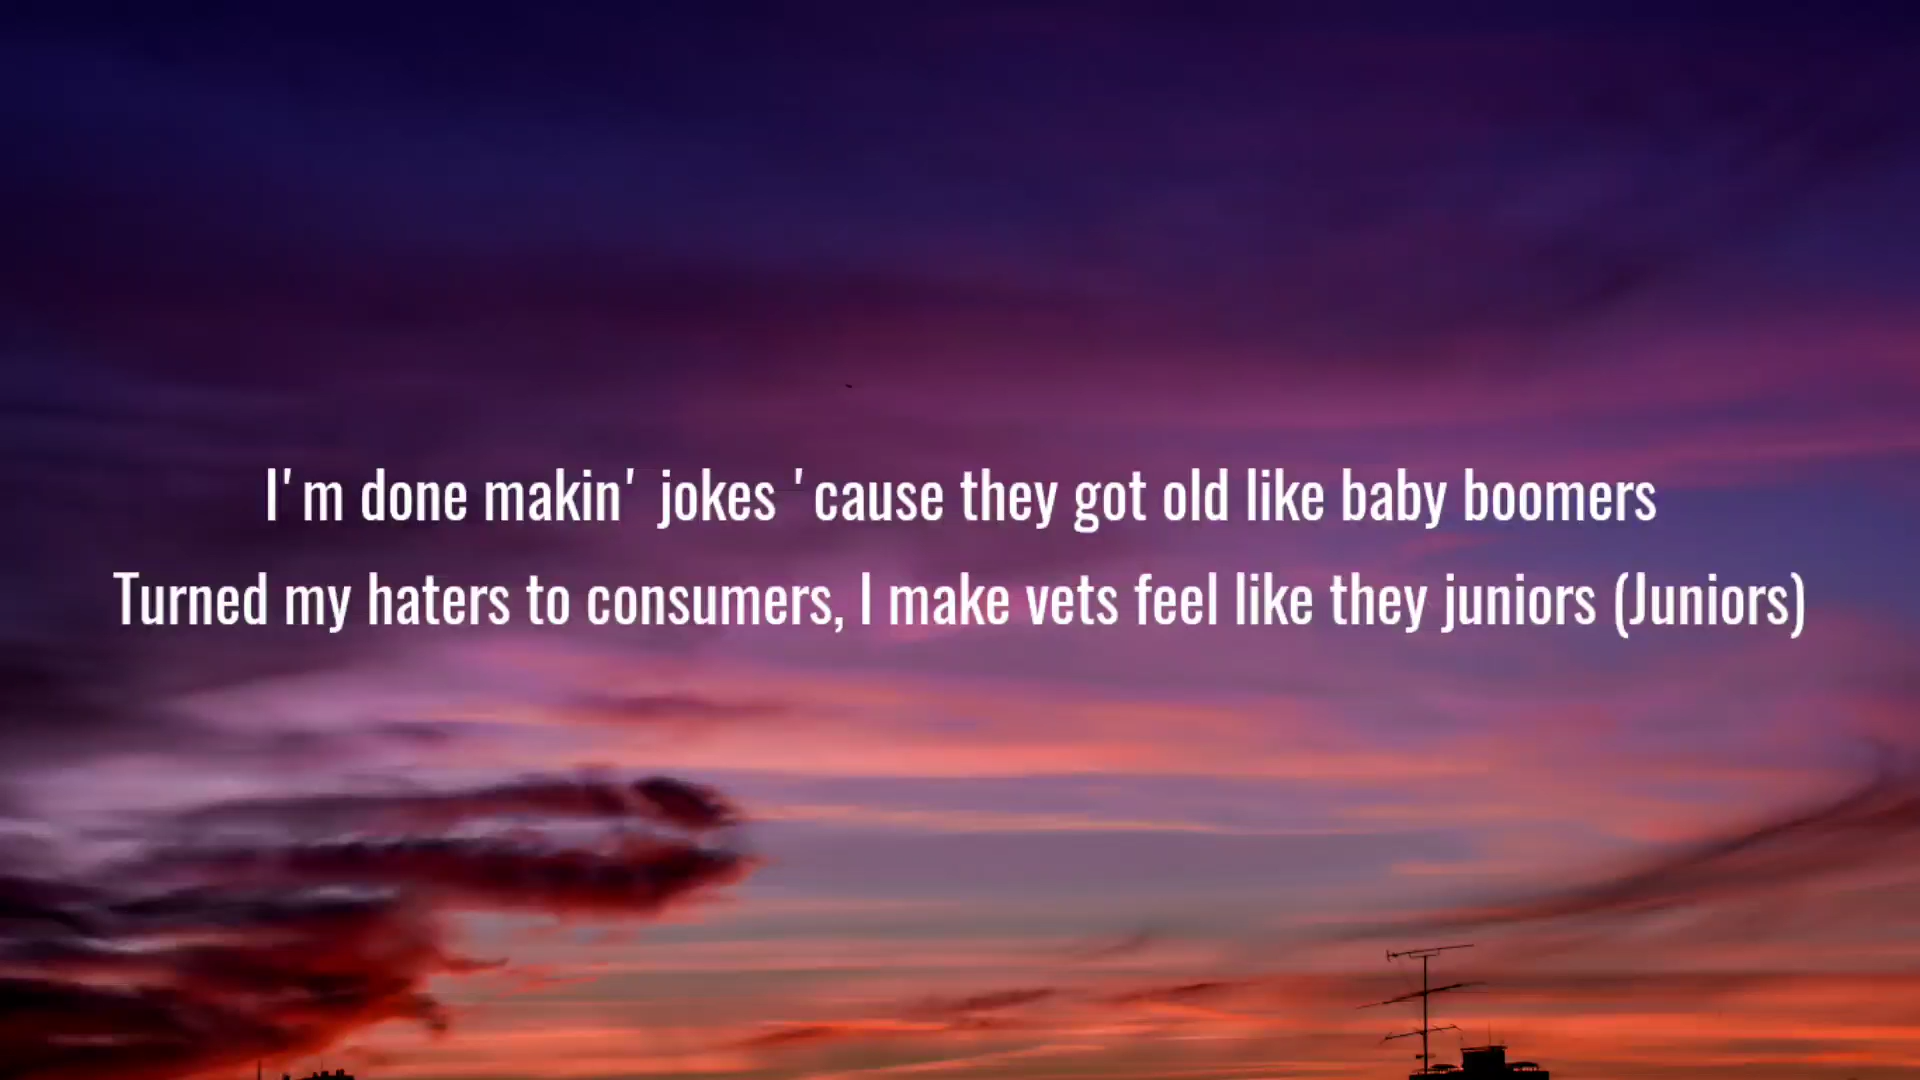 I'm done makin' jokes 'cause they got old like baby boomers
Turned my haters to consumers, I make vets feel like they juniors (Juniors)